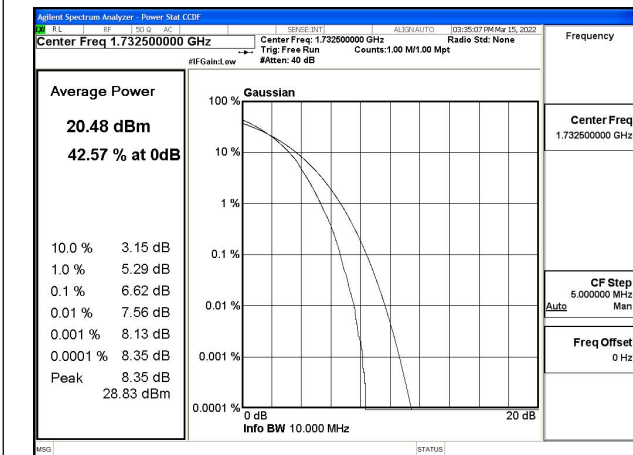 Agilent Spectrum Analyzer - Power Stat CCDF
RL RF 50 Ω AC SENSE:INT ALIGN AUTO 03:35:07 PM Mar 15, 2022
Center Freq 1.732500000 GHz
Center Freq: 1.732500000 GHz Radio Std: None
Trig: Free Run Counts:1.00 M/1.00 Mpt
#IFGain:Low #Atten: 40 dB
Frequency
Average Power
20.48 dBm
42.57 % at 0dB
10.0 % 3.15 dB
1.0 % 5.29 dB
0.1 % 6.62 dB
0.01 % 7.56 dB
0.001 % 8.13 dB
0.0001 % 8.35 dB
Peak 8.35 dB
28.83 dBm
Gaussian
100 %
10 %
1 %
0.1 %
0.01 %
0.001 %
0.0001 %
0 dB 20 dB
Info BW 10.000 MHz
Center Freq
1.732500000 GHz
CF Step
5.000000 MHz
Auto Man
Freq Offset
0 Hz
MSG STATUS